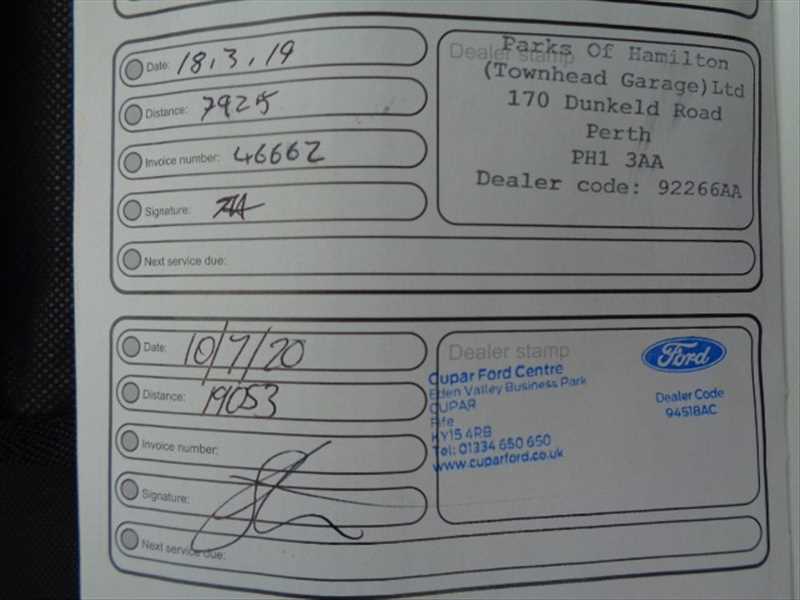 Date: 18.3.19
Distance: 7925
Invoice number: 46662
Signature:
Next service due:
Dealer stamp
Parks Of Hamilton
(Townhead Garage)Ltd
170 Dunkeld Road
Perth
PH1 3AA
Dealer code: 92266AA
Date: 10/7/20
Distance: 19053
Invoice number:
Signature:
Next service due:
Dealer stamp
Cupar Ford Centre
Eden Valley Business Park
CUPAR
Fife
KY15 4RB
Tel: 01334 650 650
www.cuparford.co.uk
Ford
Dealer Code
94518AC